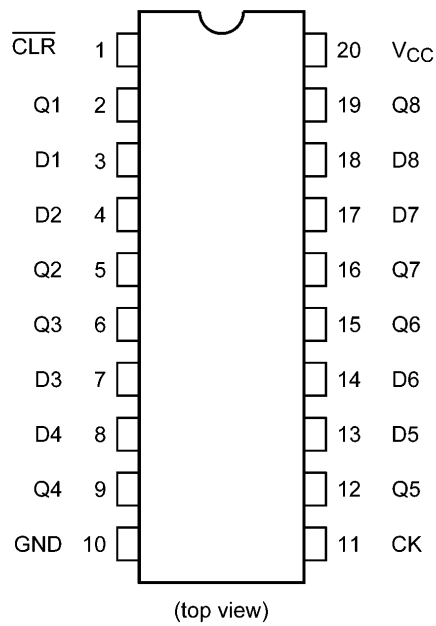 C̅L̅R̅ 1 20 VCC
Q1 2 19 Q8
D1 3 18 D8
D2 4 17 D7
Q2 5 16 Q7
Q3 6 15 Q6
D3 7 14 D6
D4 8 13 D5
Q4 9 12 Q5
GND 10 11 CK
(top view)